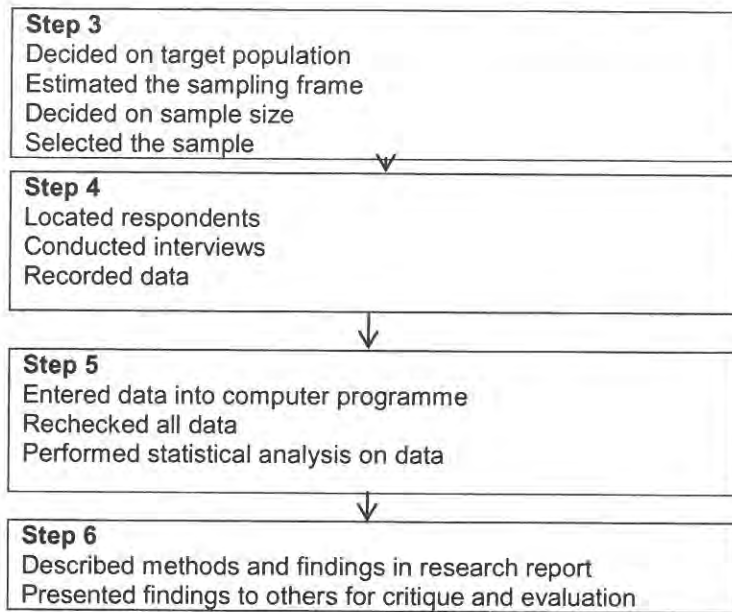 Step 3
Decided on target population
Estimated the sampling frame
Decided on sample size
Selected the sample
Step 4
Located respondents
Conducted interviews
Recorded data
Step 5
Entered data into computer programme
Rechecked all data
Performed statistical analysis on data
Step 6
Described methods and findings in research report
Presented findings to others for critique and evaluation